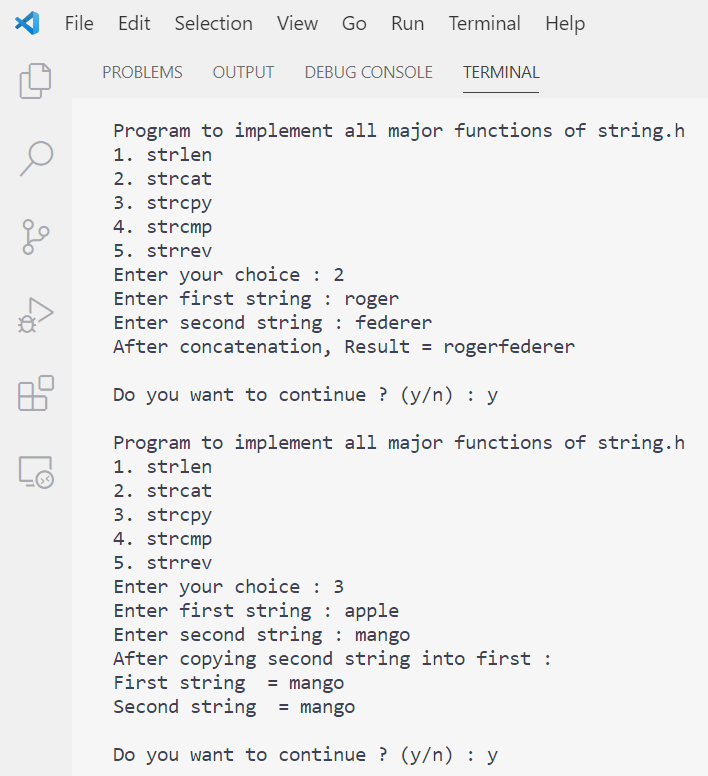 File Edit Selection View Go Run Terminal Help
PROBLEMS OUTPUT DEBUG CONSOLE TERMINAL
Program to implement all major functions of string.h
1. strlen
2. strcat
3. strcpy
4. strcmp
5. strrev
Enter your choice : 2
Enter first string : roger
Enter second string : federer
After concatenation, Result = rogerfederer
Do you want to continue ? (y/n) : y
Program to implement all major functions of string.h
1. strlen
2. strcat
3. strcpy
4. strcmp
5. strrev
Enter your choice : 3
Enter first string : apple
Enter second string : mango
After copying second string into first :
First string  = mango
Second string  = mango
Do you want to continue ? (y/n) : y